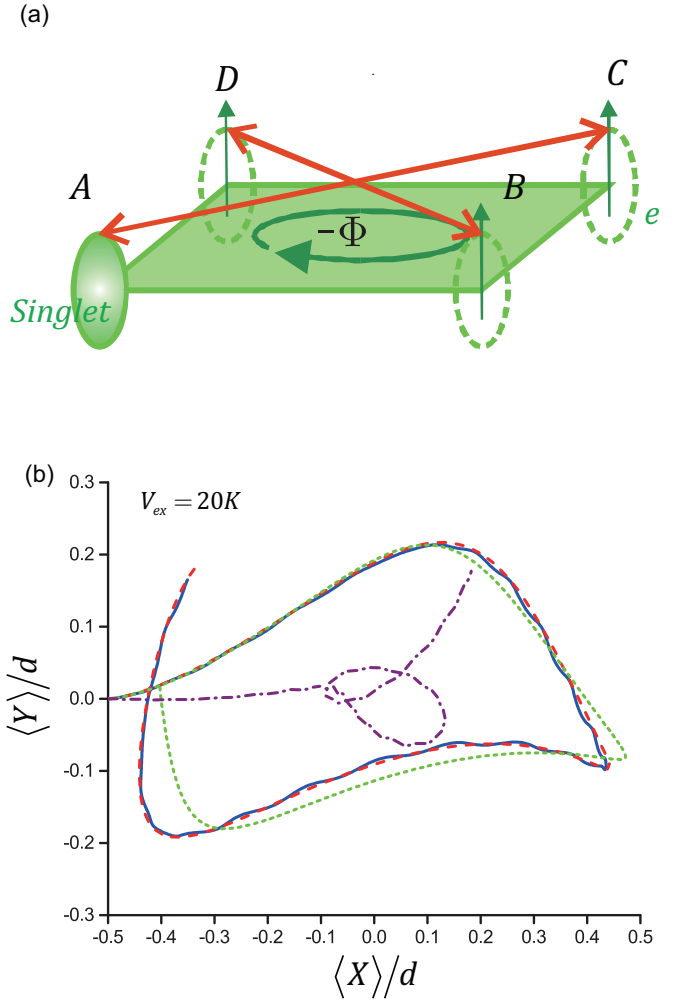 (a)
D
C
A
B
e
-Φ
Singlet
(b)
0.3
V_ex = 20K
0.2
0.1
⟨Y⟩/d
0.0
-0.1
-0.2
-0.3
-0.5 -0.4 -0.3 -0.2 -0.1 0.0 0.1 0.2 0.3 0.4 0.5
⟨X⟩/d